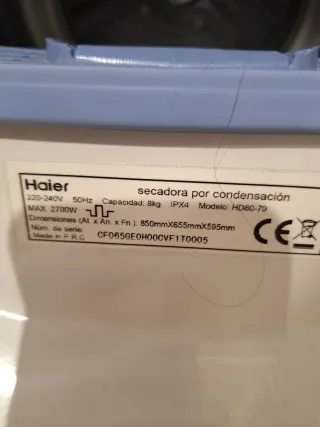 Haier
secadora por condensación
220-240V 50Hz Capacidad: 8kg IPX4 Modelo: HD80-79
MAX. 2700W
Dimensiones (Al. x An. x Fn.): 850mmX655mmX595mm
Núm. de serie:
Made in P.R.C. CF065GE0H00CVF1T0005
CE